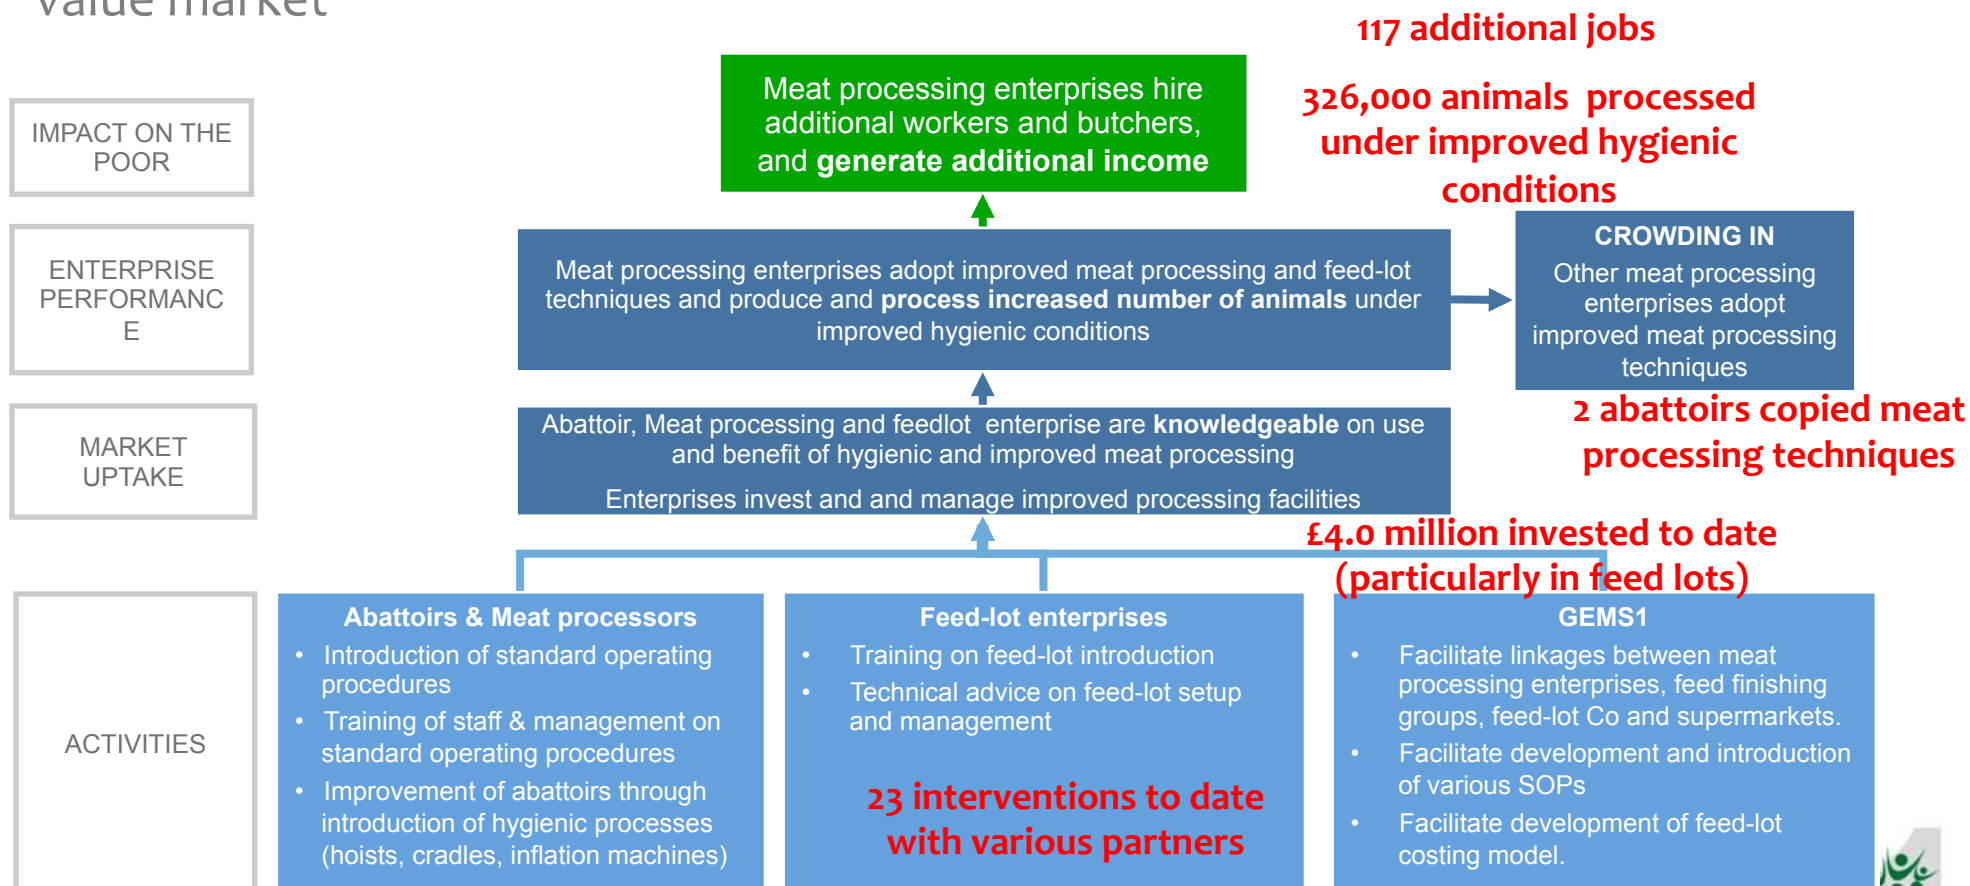 value market
117 additional jobs
326,000 animals processed
under improved hygienic
conditions
IMPACT ON THE
POOR
Meat processing enterprises hire
additional workers and butchers,
and generate additional income
ENTERPRISE
PERFORMANC
E
Meat processing enterprises adopt improved meat processing and feed-lot
techniques and produce and process increased number of animals under
improved hygienic conditions
CROWDING IN
Other meat processing
enterprises adopt
improved meat processing
techniques
2 abattoirs copied meat
processing techniques
MARKET
UPTAKE
Abattoir, Meat processing and feedlot enterprise are knowledgeable on use
and benefit of hygienic and improved meat processing
Enterprises invest and and manage improved processing facilities
£4.0 million invested to date
(particularly in feed lots)
ACTIVITIES
Abattoirs & Meat processors
• Introduction of standard operating
procedures
• Training of staff & management on
standard operating procedures
• Improvement of abattoirs through
introduction of hygienic processes
(hoists, cradles, inflation machines)
Feed-lot enterprises
• Training on feed-lot introduction
• Technical advice on feed-lot setup
and management
23 interventions to date
with various partners
GEMS1
• Facilitate linkages between meat
processing enterprises, feed finishing
groups, feed-lot Co and supermarkets.
• Facilitate development and introduction
of various SOPs
• Facilitate development of feed-lot
costing model.